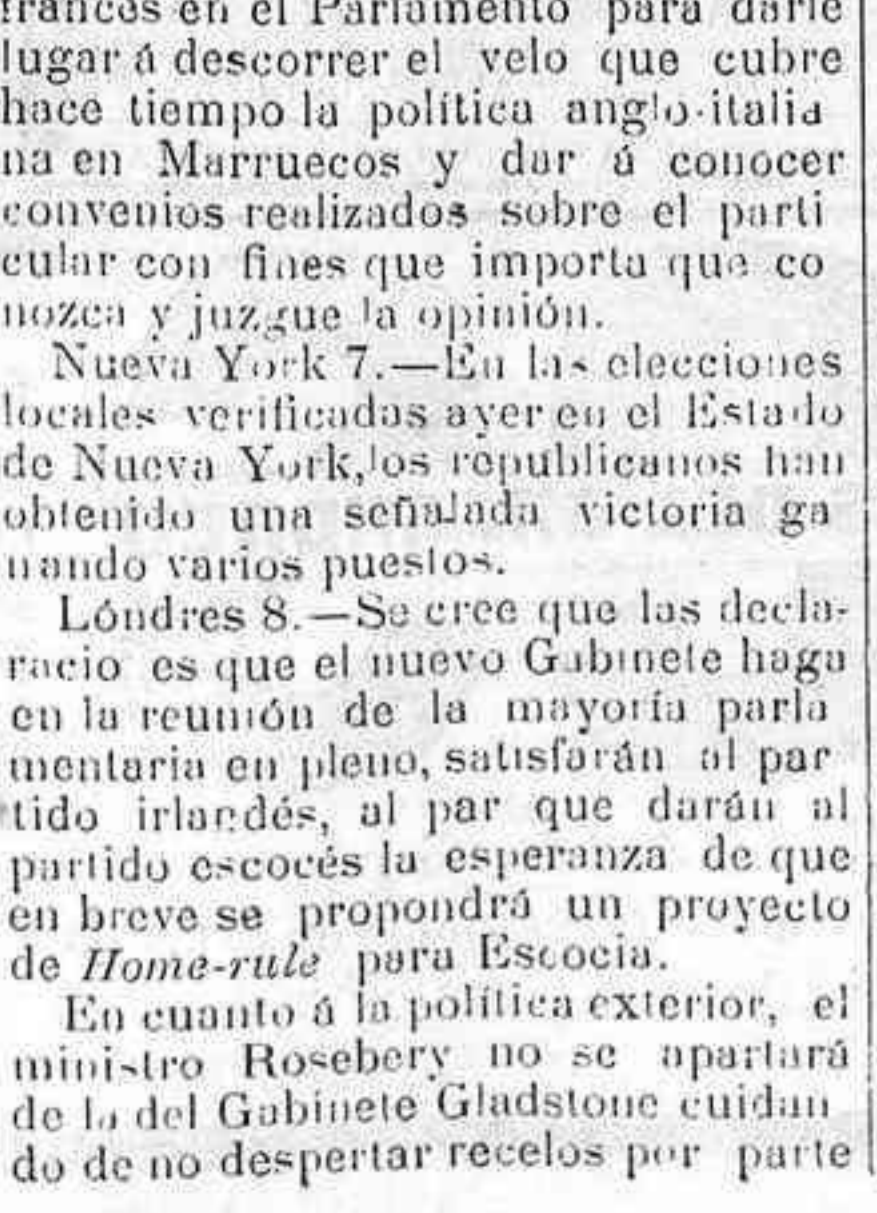 francés en el Parlamento para darle
lugar á descorrer el velo que cubre
hace tiempo la política anglo-italia
na en Marruecos y dar á conocer
convenios realizados sobre el parti
cular con fines que importa que co
nozca y juzgue la opinión.
Nueva York 7.—En las elecciones
locales verificadas ayer en el Estado
de Nueva York, los republicanos han
obtenido una señalada victoria ga
nando varios puestos.
Lóndres 8.—Se cree que las decla-
racio es que el nuevo Gabinete haga
en la reunión de la mayoría parla
mentaria en pleno, satisfarán al par
tido irlandés, al par que darán al
partido escocés la esperanza de que
en breve se propondrá un proyecto
de Home-rule para Escocia.
En cuanto á la política exterior, el
ministro Rosebery no se apartará
de la del Gabinete Gladstone cuidan
do de no despertar recelos por parte